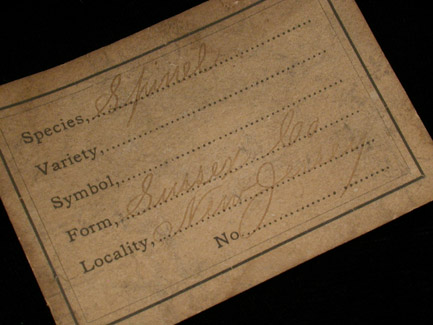 Species, Spinel
Variety,
Symbol,
Form, Sussex Co
Locality, New Jersey
No